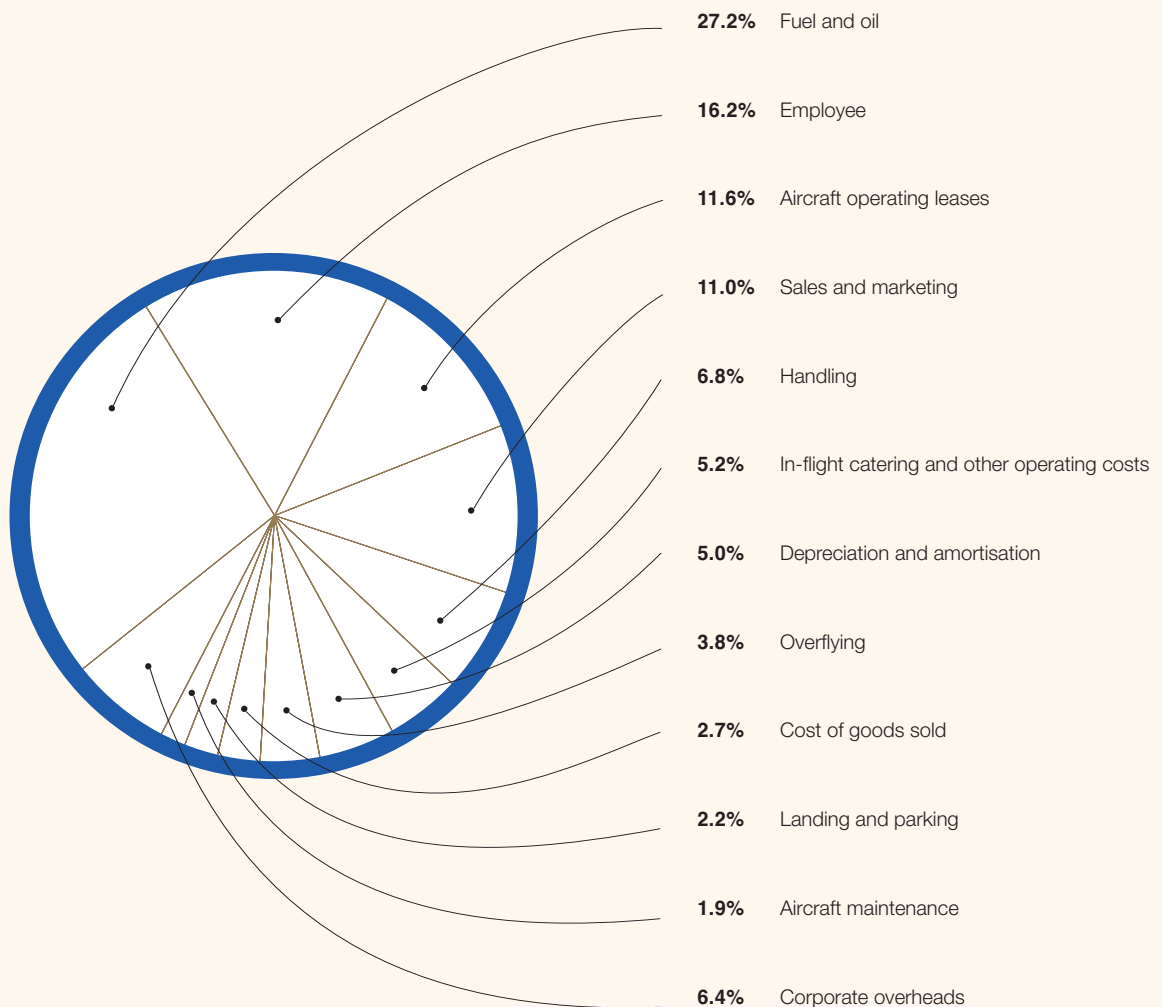 27.2% Fuel and oil
16.2% Employee
11.6% Aircraft operating leases
11.0% Sales and marketing
6.8% Handling
5.2% In-flight catering and other operating costs
5.0% Depreciation and amortisation
3.8% Overflying
2.7% Cost of goods sold
2.2% Landing and parking
1.9% Aircraft maintenance
6.4% Corporate overheads